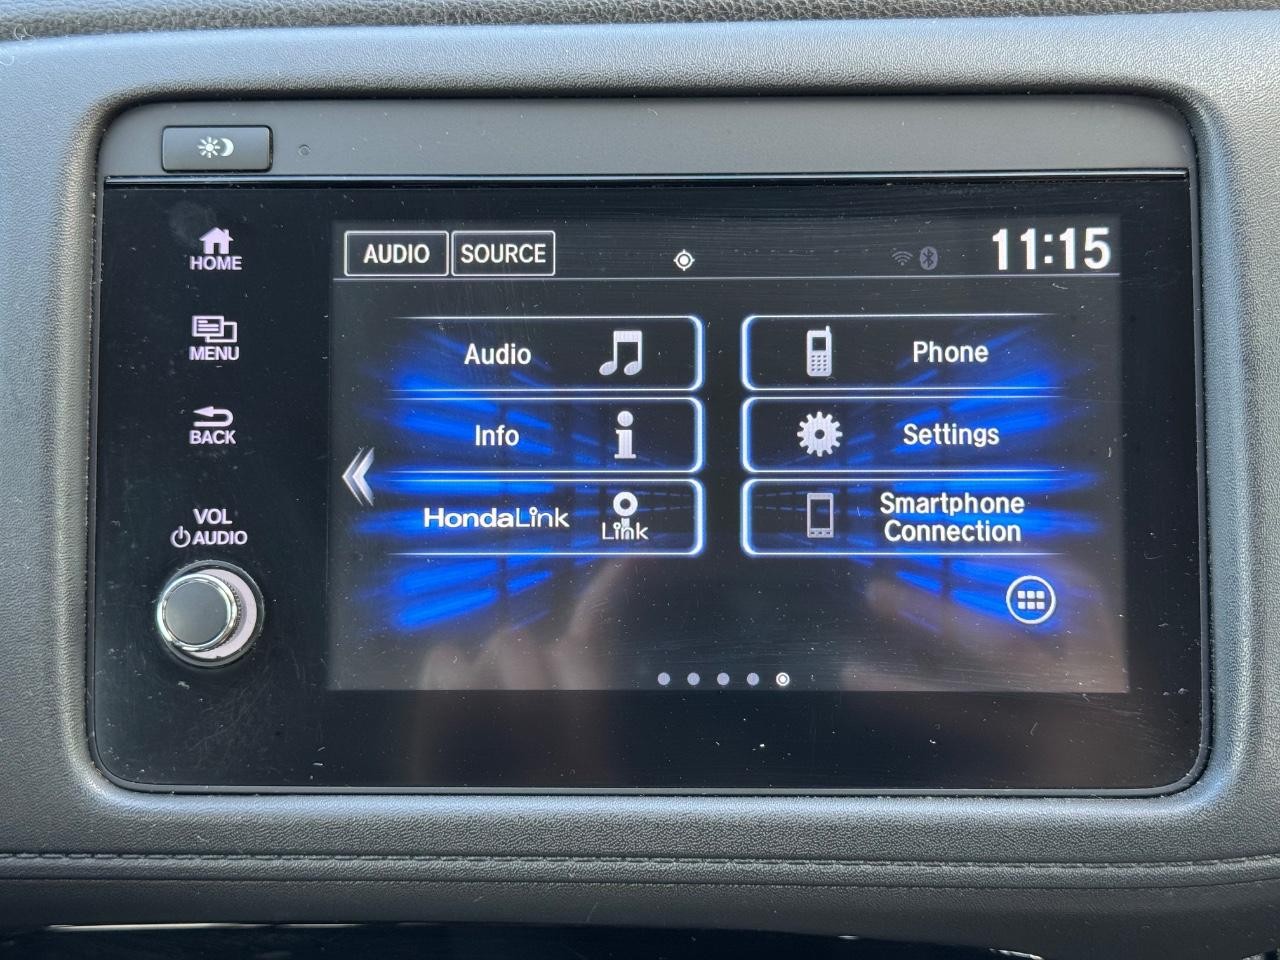 HOME
MENU
BACK
VOL
AUDIO
AUDIO SOURCE 11:15
Audio
Phone
Info
Settings
HondaLink
Link
Smartphone
Connection